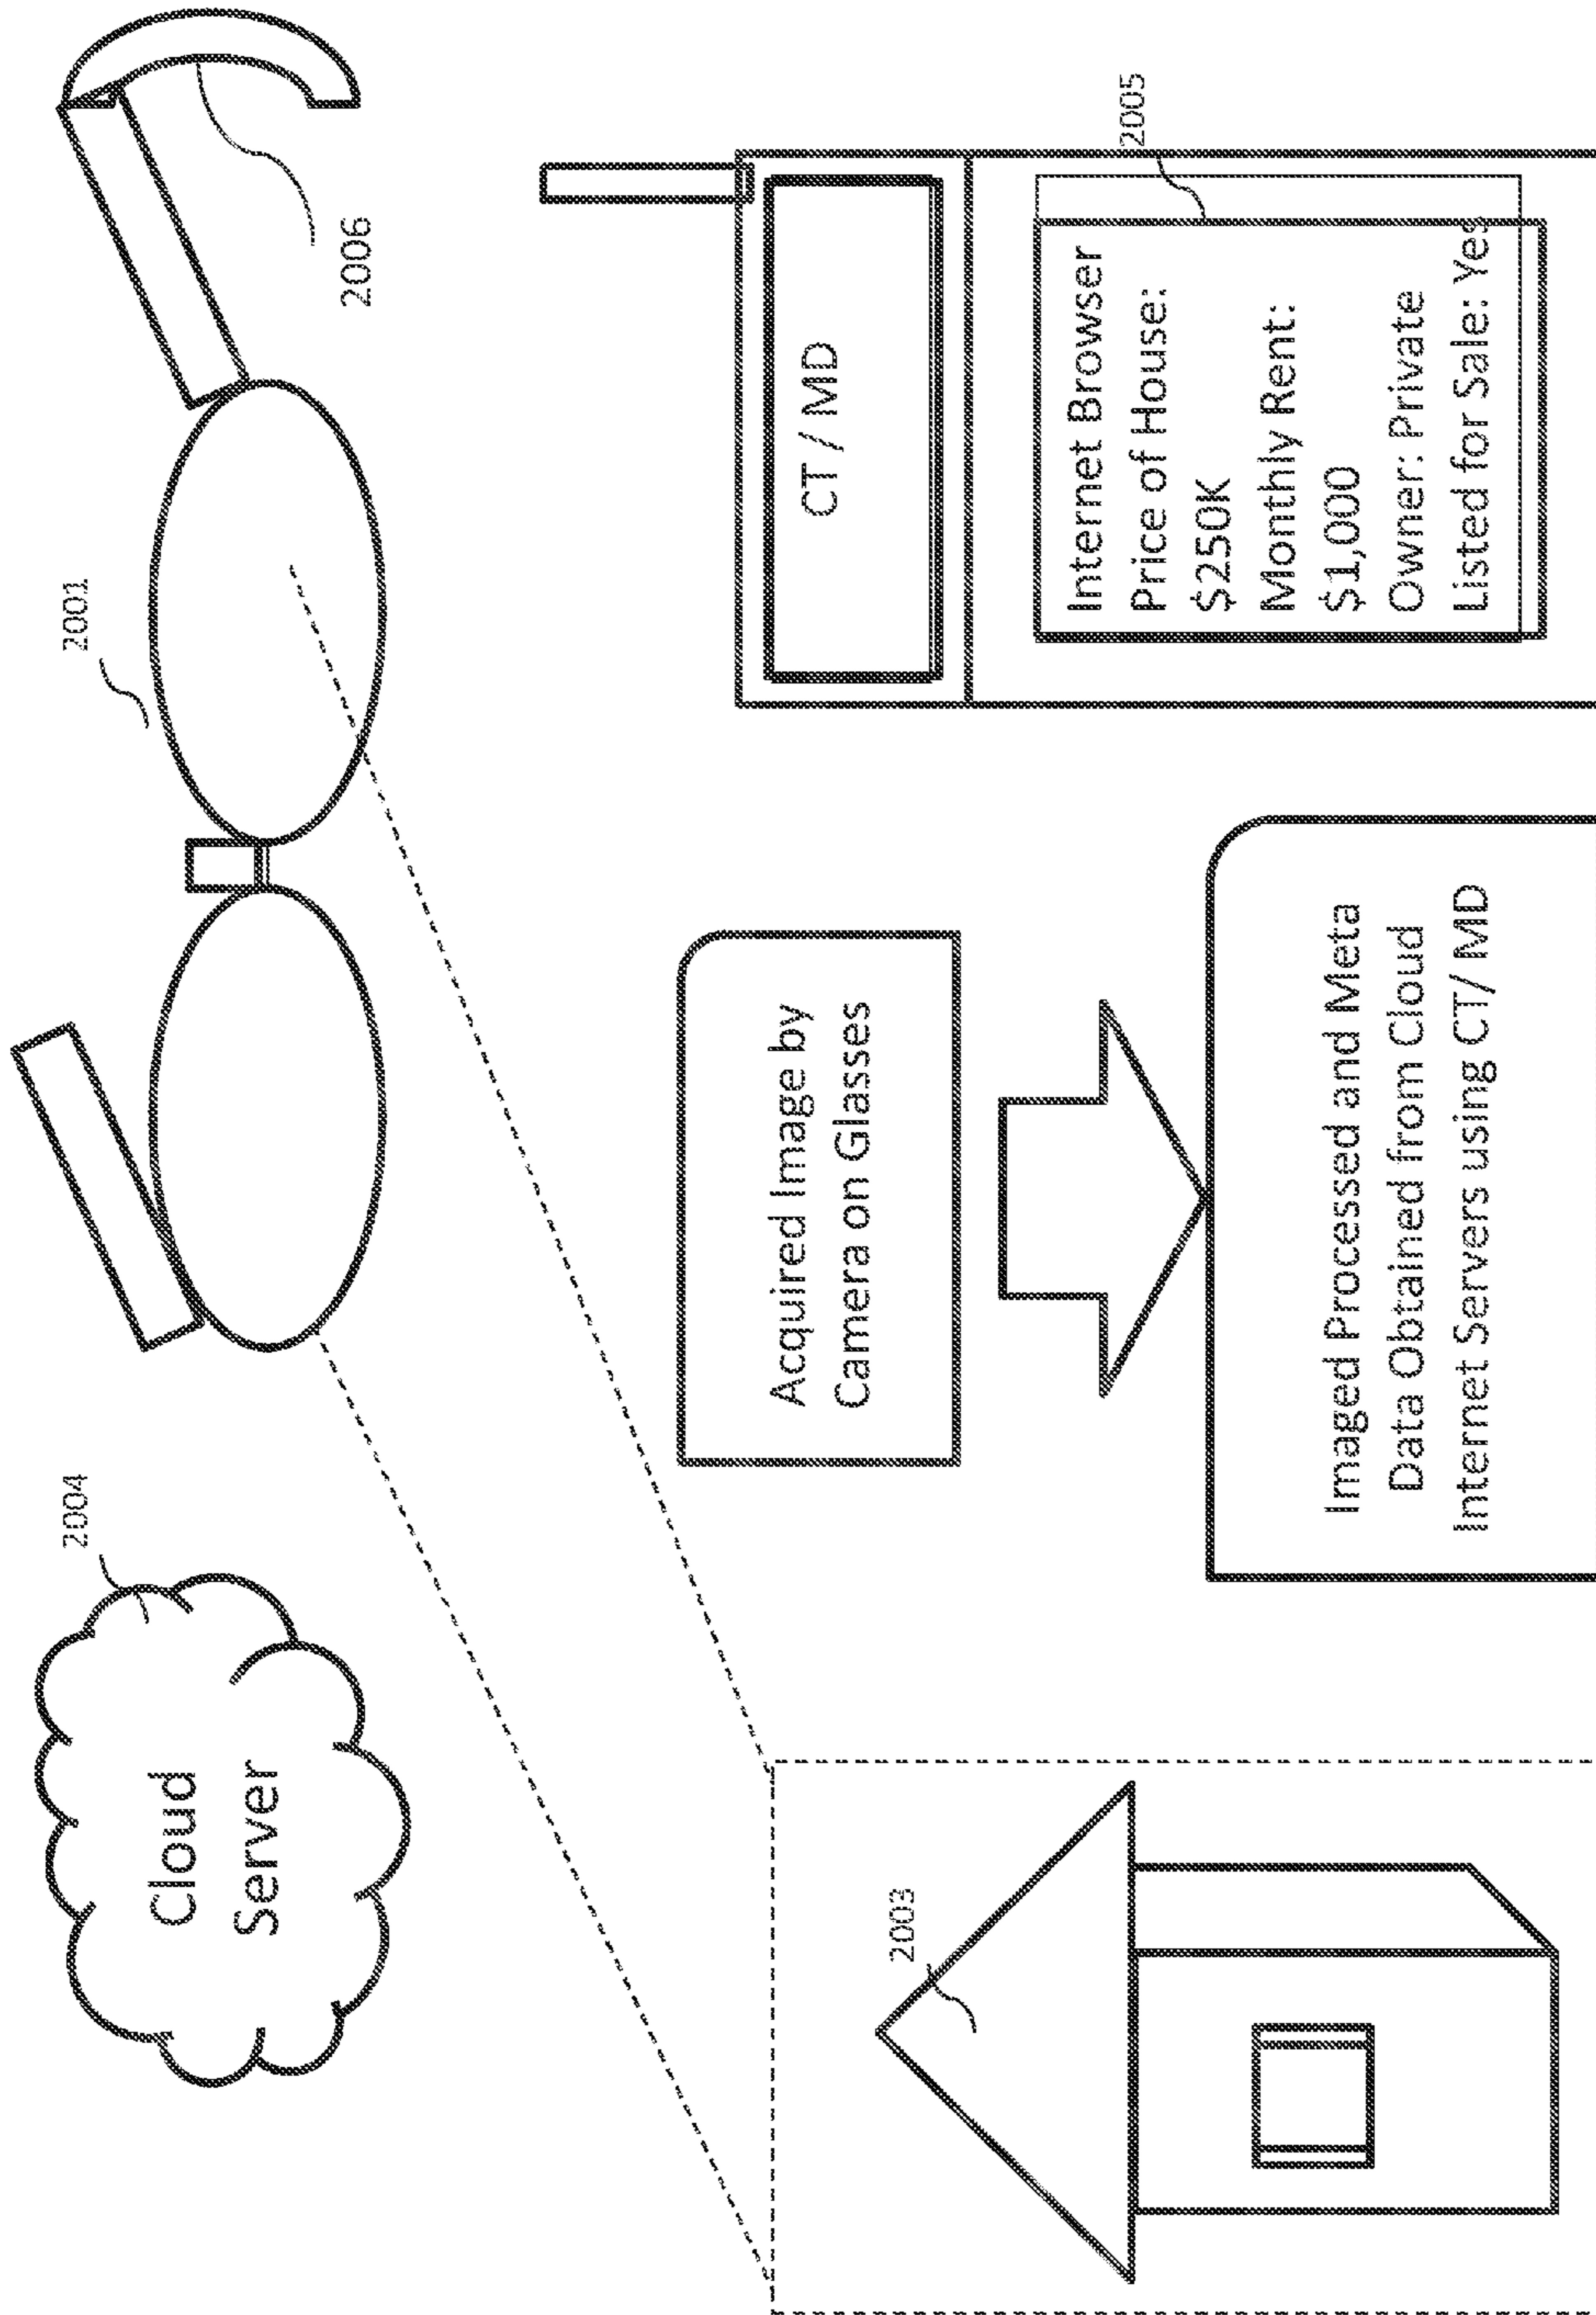 2004
2001
Cloud
Server
2006
2003
Acquired Image by
Camera on Glasses
Imaged Processed and Meta
Data Obtained from Cloud
Internet Servers using CT/ MD
CT / MD
2005
Internet Browser
Price of House:
$250K
Monthly Rent:
$1,000
Owner: Private
Listed for Sale: Yes